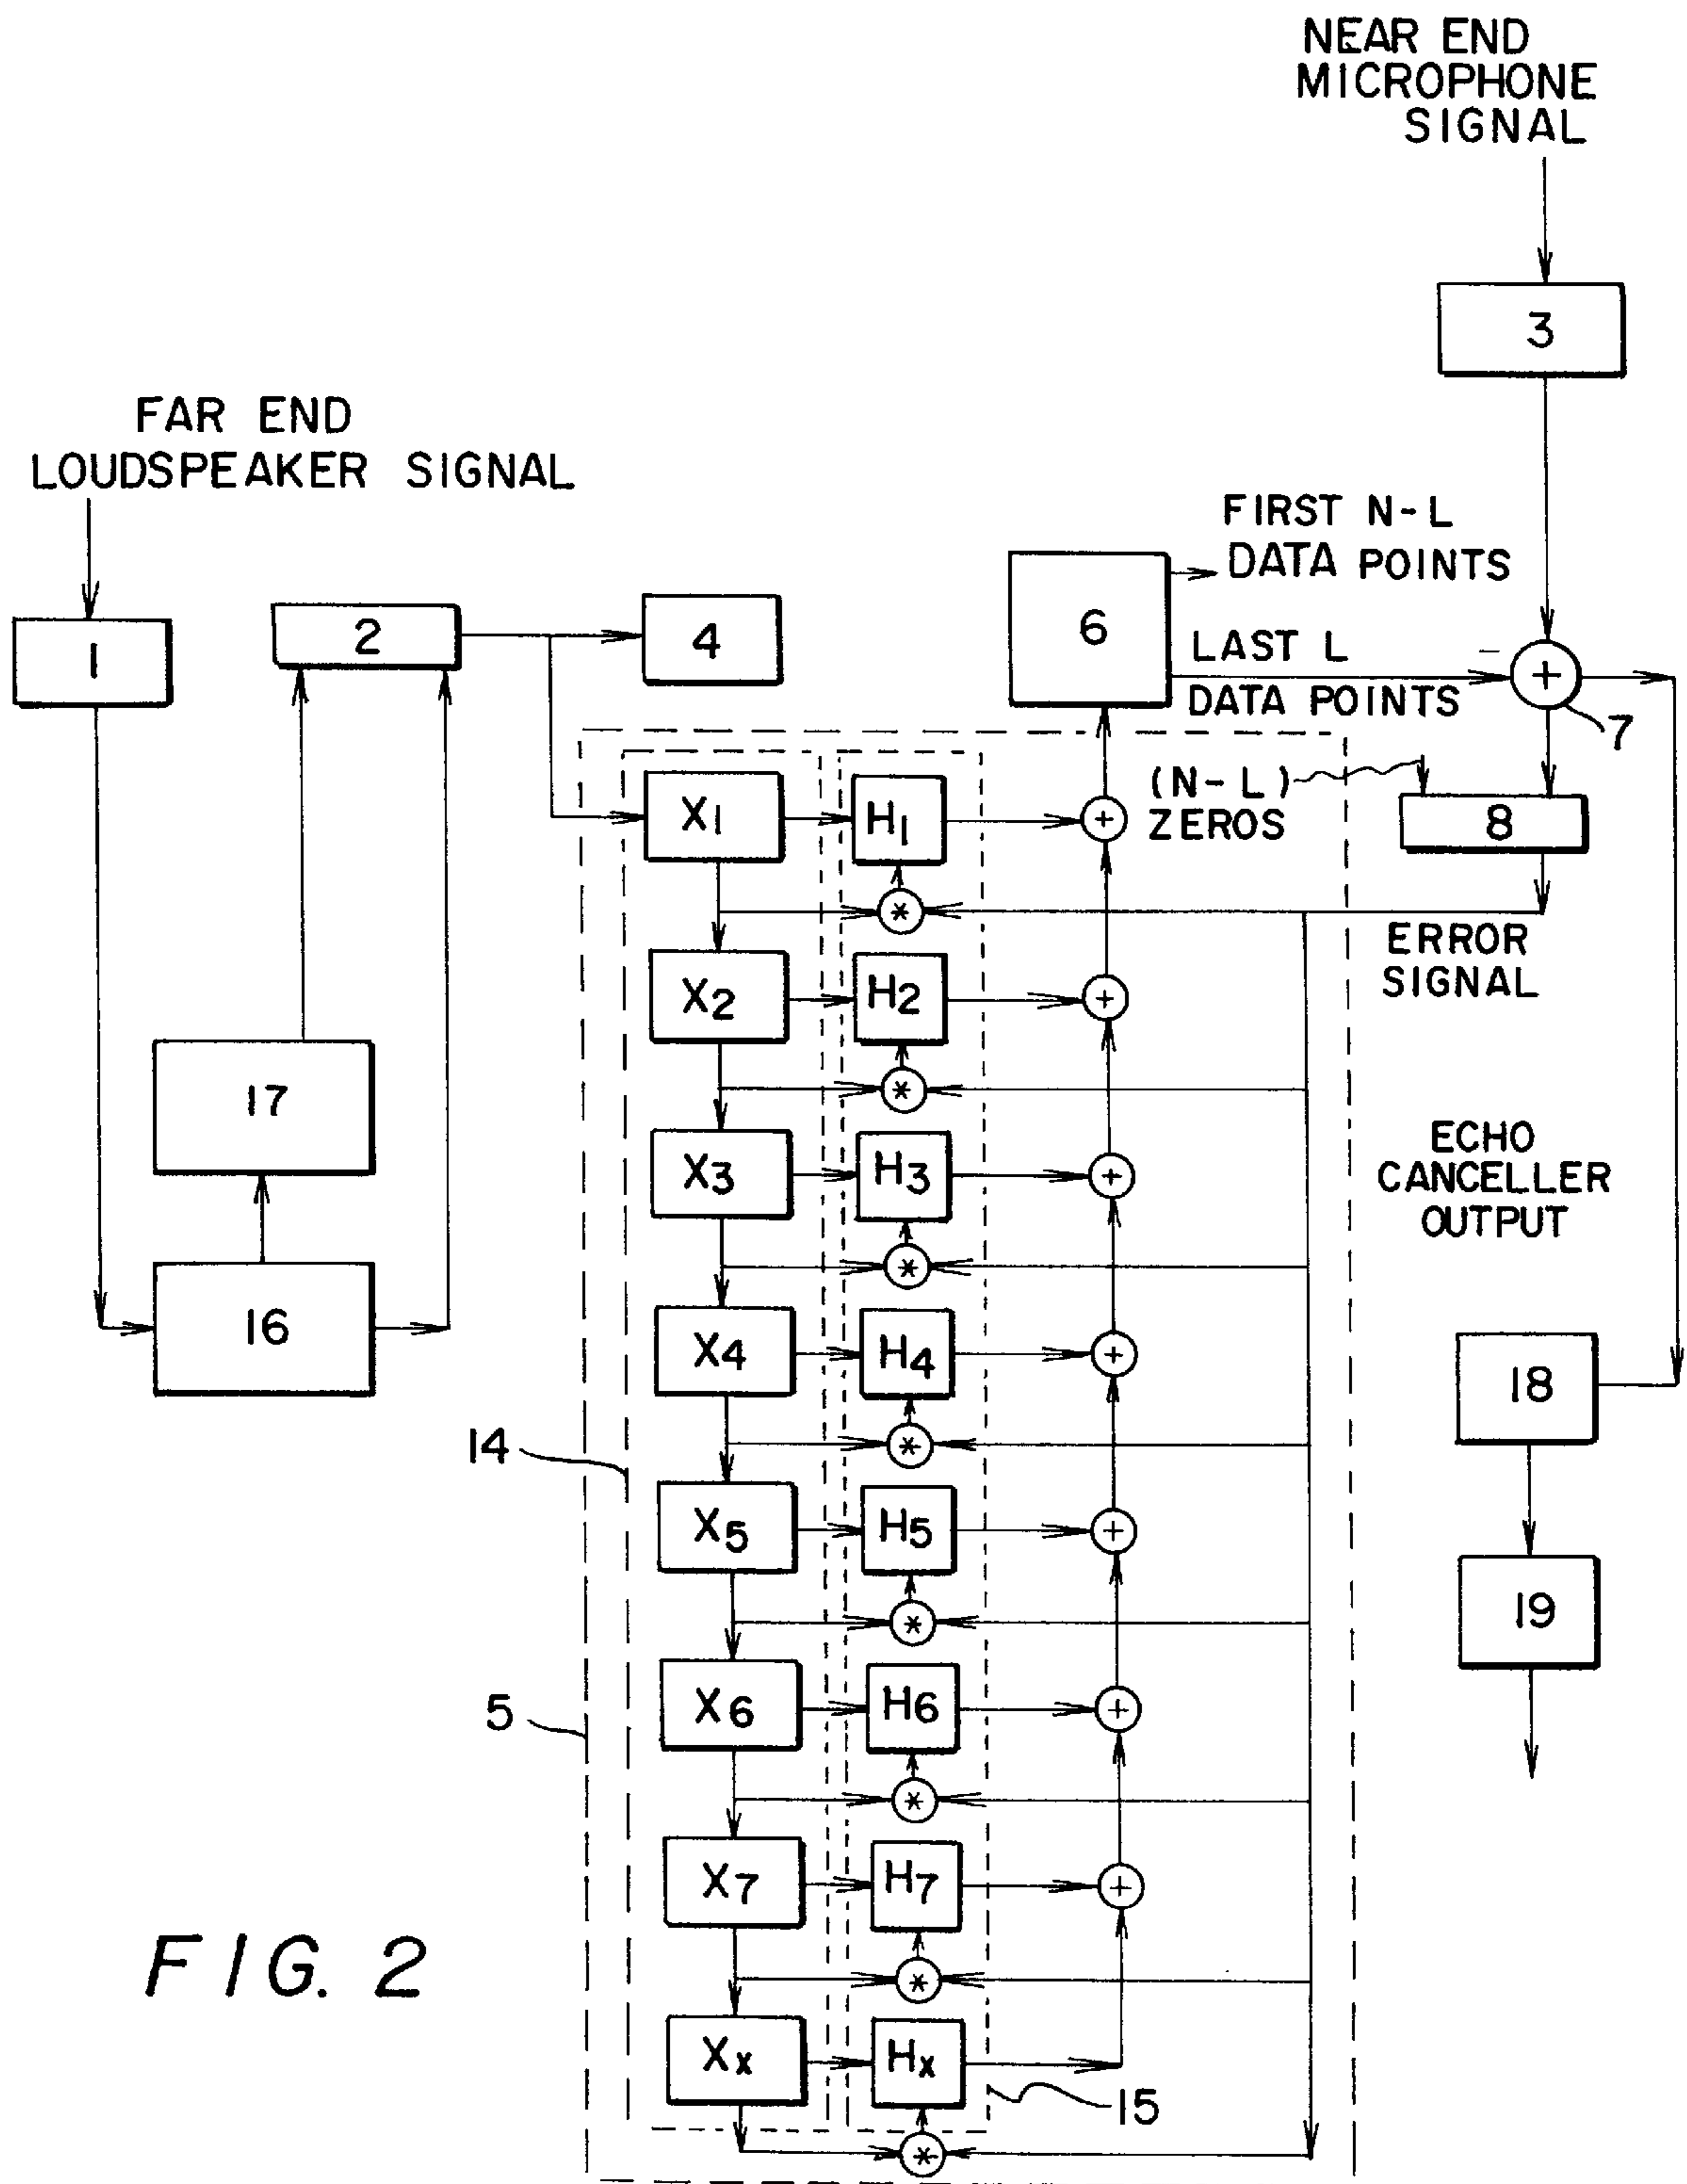 NEAR END
MICROPHONE
SIGNAL
3
FAR END
LOUDSPEAKER SIGNAL
FIRST N-L
DATA POINTS
1
2
4
6
LAST L
DATA POINTS
−
+
7
(N-L)
ZEROS
8
X1
H1
+
*
ERROR
SIGNAL
X2
H2
+
*
17
X3
H3
+
*
ECHO
CANCELLER
OUTPUT
16
X4
H4
+
*
18
14
X5
H5
+
*
19
5
X6
H6
+
*
X7
H7
+
*
FIG. 2
Xx
Hx
15
*